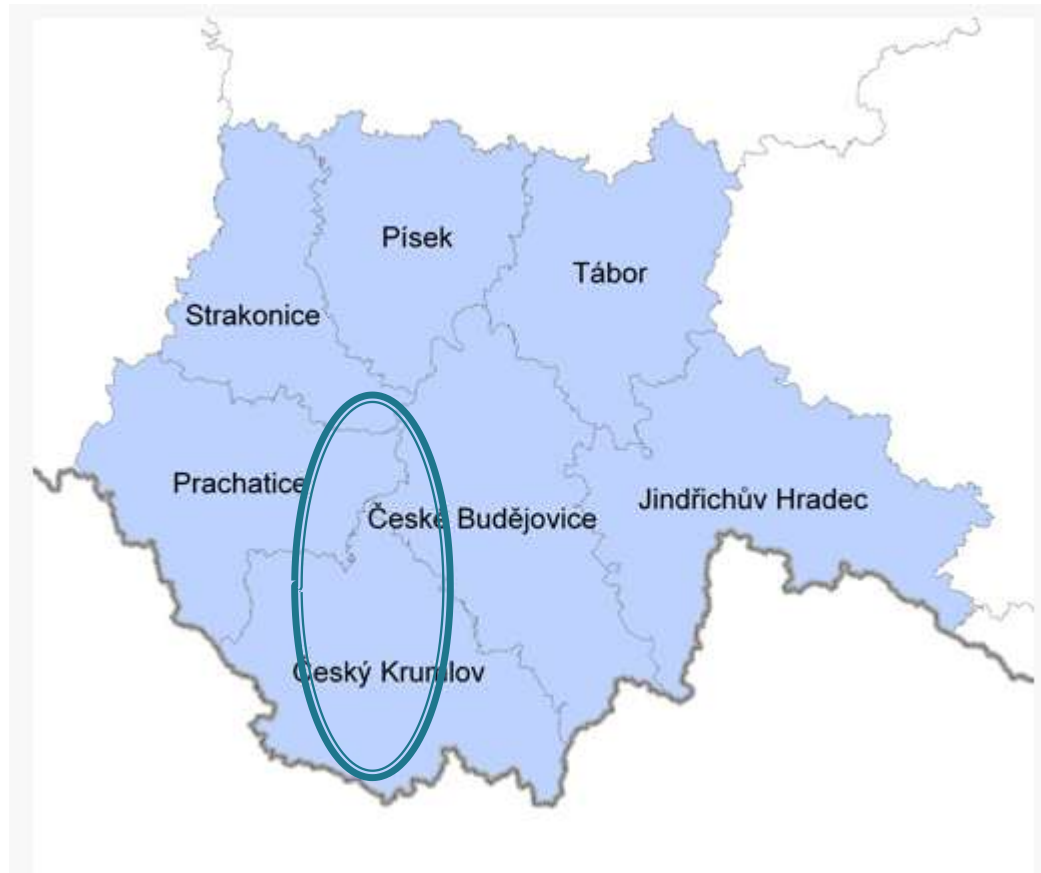 Písek
Tábor
Strakonice
Prachatice
České Budějovice
Jindřichův Hradec
Český Krumlov